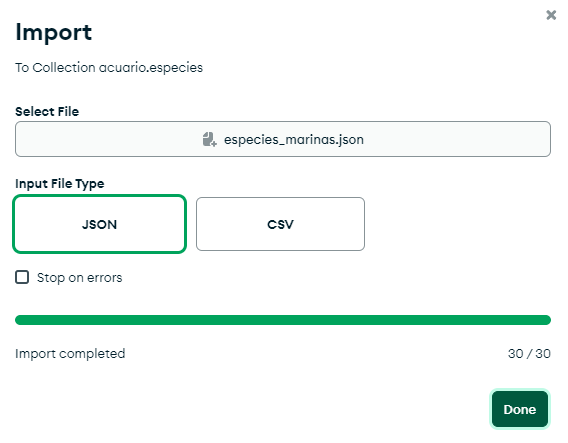 Import
To Collection acuario.especies
Select File
especies_marinas.json
Input File Type
JSON CSV
Stop on errors
Import completed 30 / 30
Done